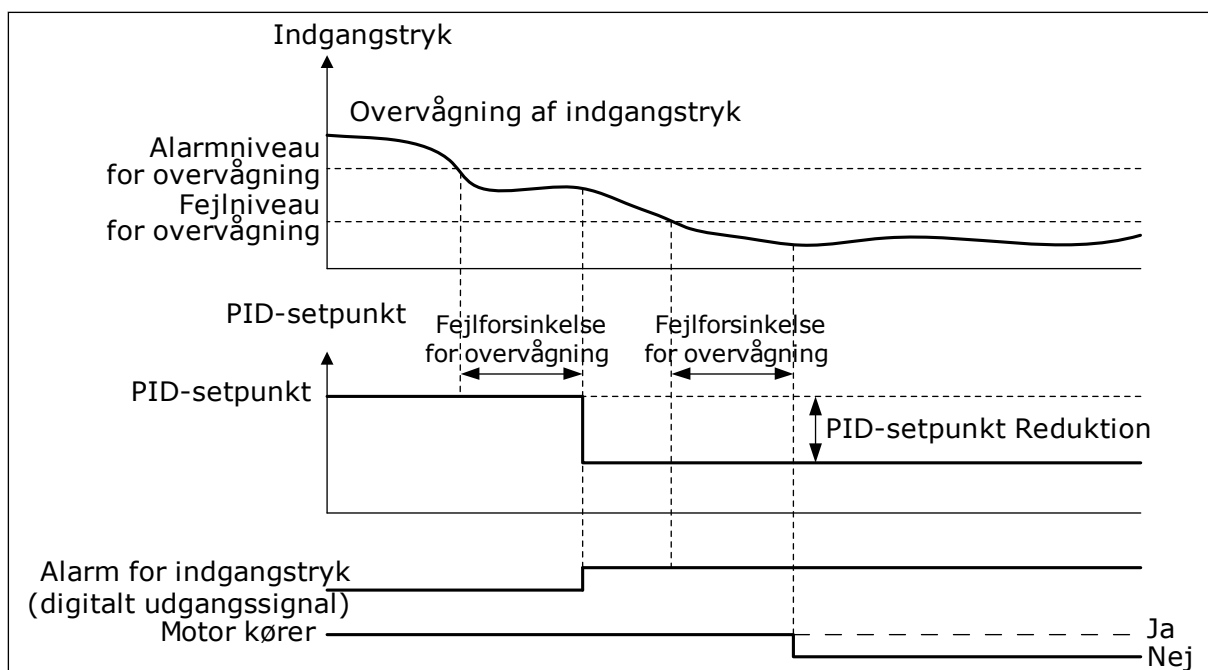 Indgangstryk
Overvågning af indgangstryk
Alarmniveau
for overvågning
Fejlniveau
for overvågning
PID-setpunkt
Fejlforsinkelse
for overvågning
Fejlforsinkelse
for overvågning
PID-setpunkt
PID-setpunkt Reduktion
Alarm for indgangstryk
(digitalt udgangssignal)
Motor kører
Ja
Nej